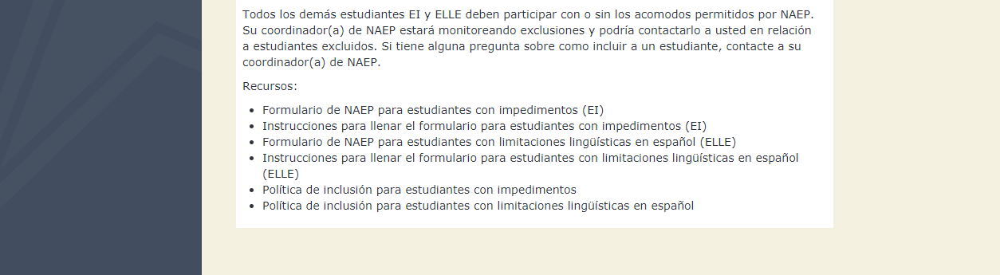 Todos los demás estudiantes EI y ELLE deben participar con o sin los acomodos permitidos por NAEP.
Su coordinador(a) de NAEP estará monitoreando exclusiones y podría contactarlo a usted en relación
a estudiantes excluidos. Si tiene alguna pregunta sobre como incluir a un estudiante, contacte a su
coordinador(a) de NAEP.
Recursos:
• Formulario de NAEP para estudiantes con impedimentos (EI)
• Instrucciones para llenar el formulario para estudiantes con impedimentos (EI)
• Formulario de NAEP para estudiantes con limitaciones lingüísticas en español (ELLE)
• Instrucciones para llenar el formulario para estudiantes con limitaciones lingüísticas en español
(ELLE)
• Política de inclusión para estudiantes con impedimentos
• Política de inclusión para estudiantes con limitaciones lingüísticas en español